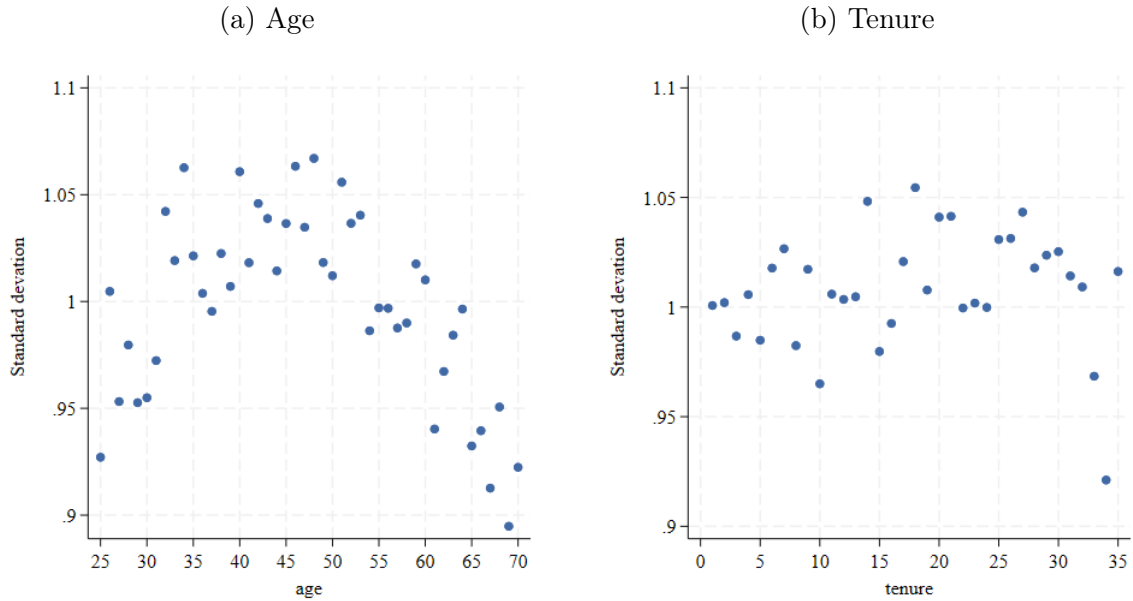 (a) Age
1.1
1.05
1
.95
.9
Standard devation
25 30 35 40 45 50 55 60 65 70
age
(b) Tenure
1.1
1.05
1
.95
.9
Standard devation
0 5 10 15 20 25 30 35
tenure